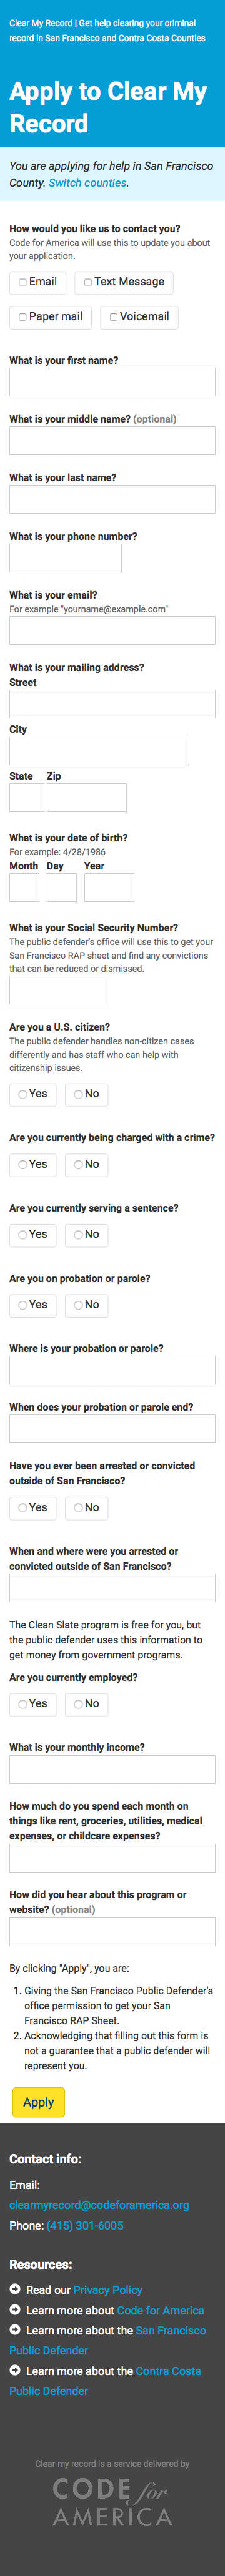 Clear My Record | Get help clearing your criminal
record in San Francisco and Contra Costa Counties
Apply to Clear My
Record
You are applying for help in San Francisco
County. Switch counties.
How would you like us to contact you?
Code for America will use this to update you about
your application.
Email Text Message
Paper mail Voicemail
What is your first name?
What is your middle name? (optional)
What is your last name?
What is your phone number?
What is your email?
For example "yourname@example.com"
What is your mailing address?
Street
City
State Zip
What is your date of birth?
For example: 4/28/1986
Month Day Year
What is your Social Security Number?
The public defender's office will use this to get your
San Francisco RAP sheet and find any convictions
that can be reduced or dismissed.
Are you a U.S. citizen?
The public defender handles non-citizen cases
differently and has staff who can help with
citizenship issues.
Yes No
Are you currently being charged with a crime?
Yes No
Are you currently serving a sentence?
Yes No
Are you on probation or parole?
Yes No
Where is your probation or parole?
When does your probation or parole end?
Have you ever been arrested or convicted
outside of San Francisco?
Yes No
When and where were you arrested or
convicted outside of San Francisco?
The Clean Slate program is free for you, but
the public defender uses this information to
get money from government programs.
Are you currently employed?
Yes No
What is your monthly income?
How much do you spend each month on
things like rent, groceries, utilities, medical
expenses, or childcare expenses?
How did you hear about this program or
website? (optional)
By clicking "Apply", you are:
1. Giving the San Francisco Public Defender's
office permission to get your San
Francisco RAP Sheet.
2. Acknowledging that filling out this form is
not a guarantee that a public defender will
represent you.
Apply
Contact info:
Email:
clearmyrecord@codeforamerica.org
Phone: (415) 301-6005
Resources:
Read our Privacy Policy
Learn more about Code for America
Learn more about the San Francisco
Public Defender
Learn more about the Contra Costa
Public Defender
Clear my record is a service delivered by
CODE for
AMERICA